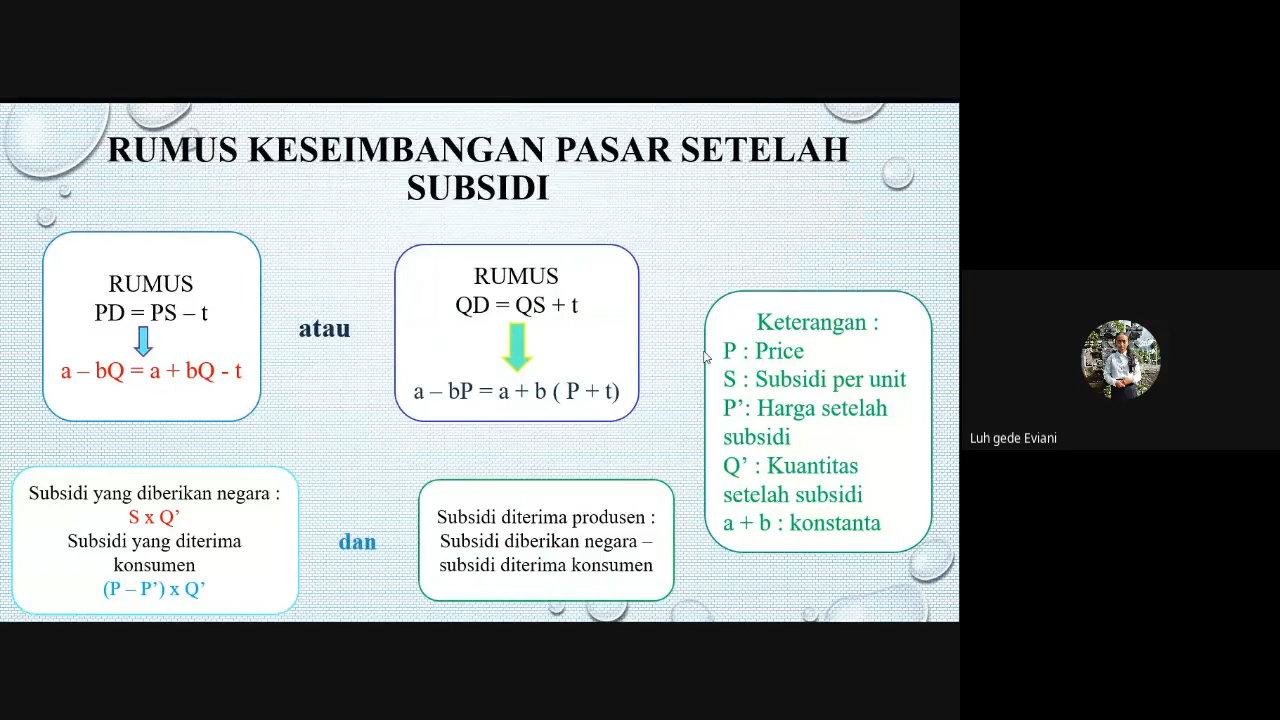 RUMUS KESEIMBANGAN PASAR SETELAH
SUBSIDI
RUMUS
PD = PS – t
a – bQ = a + bQ - t
atau
RUMUS
QD = QS + t
a – bP = a + b ( P + t)
Keterangan :
P : Price
S : Subsidi per unit
P’: Harga setelah
subsidi
Q’ : Kuantitas
setelah subsidi
a + b : konstanta
Subsidi yang diberikan negara :
S x Q’
Subsidi yang diterima
konsumen
(P – P’) x Q’
dan
Subsidi diterima produsen :
Subsidi diberikan negara –
subsidi diterima konsumen
Luh gede Eviani